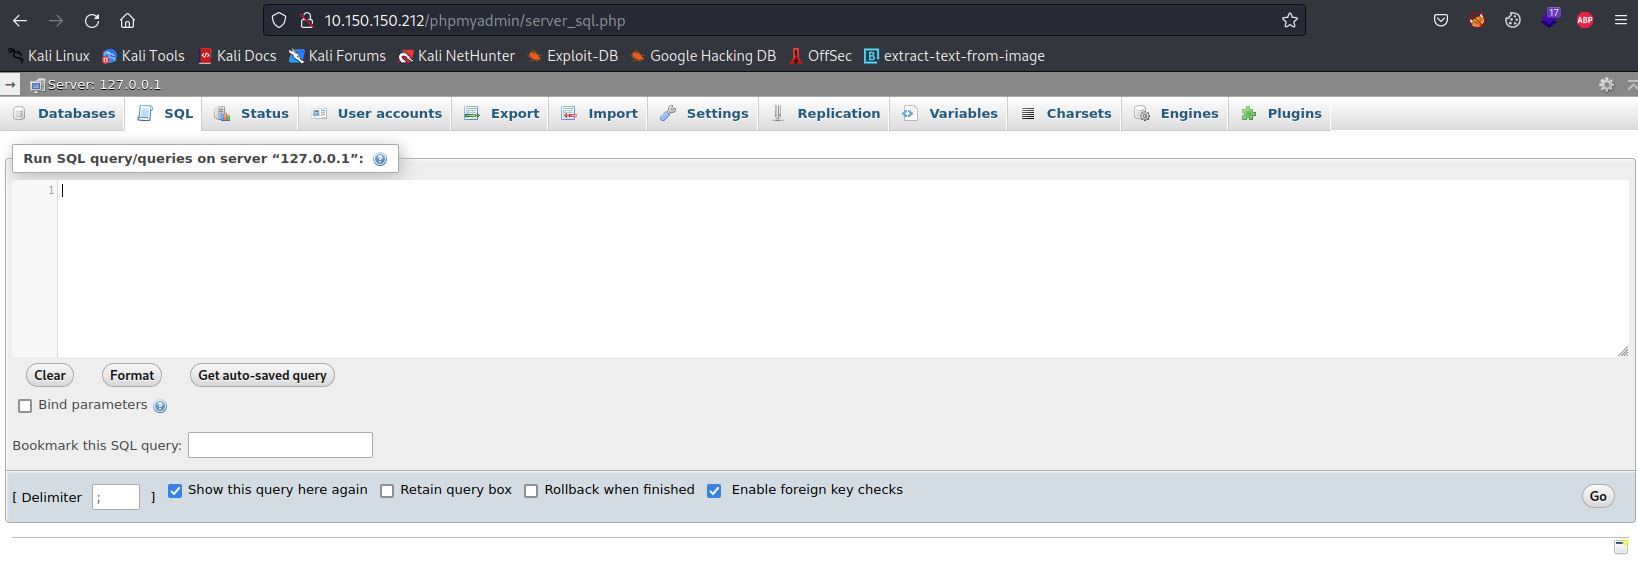 10.150.150.212/phpmyadmin/server_sql.php
17
ABP
Kali Linux Kali Tools Kali Docs Kali Forums Kali NetHunter Exploit-DB Google Hacking DB OffSec extract-text-from-image
Server: 127.0.0.1
Databases SQL Status User accounts Export Import Settings Replication Variables Charsets Engines Plugins
Run SQL query/queries on server “127.0.0.1”:
1
Clear Format Get auto-saved query
Bind parameters
Bookmark this SQL query:
[ Delimiter ; ] Show this query here again Retain query box Rollback when finished Enable foreign key checks Go